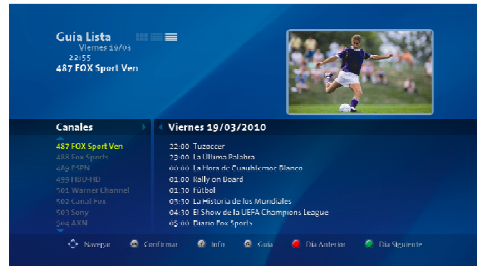 Guía Lista
Viernes 19/03
22:55
487 FOX Sport Ven
Canales
Viernes 19/03/2010
487 FOX Sport Ven
22:00 Tuzoccer
488 Fox Sports
23:00 La Última Palabra
489 ESPN
00:00 La Hora de Cuauhtemoc Blanco
499 HBO-HD
01:00 Rally on Board
501 Warner Channel
01:30 Fútbol
502 Canal Fox
03:30 La Historia de los Mundiales
503 Sony
04:30 El Show de la UEFA Champions League
504 AXN
05:00 Diario Fox Sports
Navegar Confirmar Info Guía Día Anterior Día Siguiente